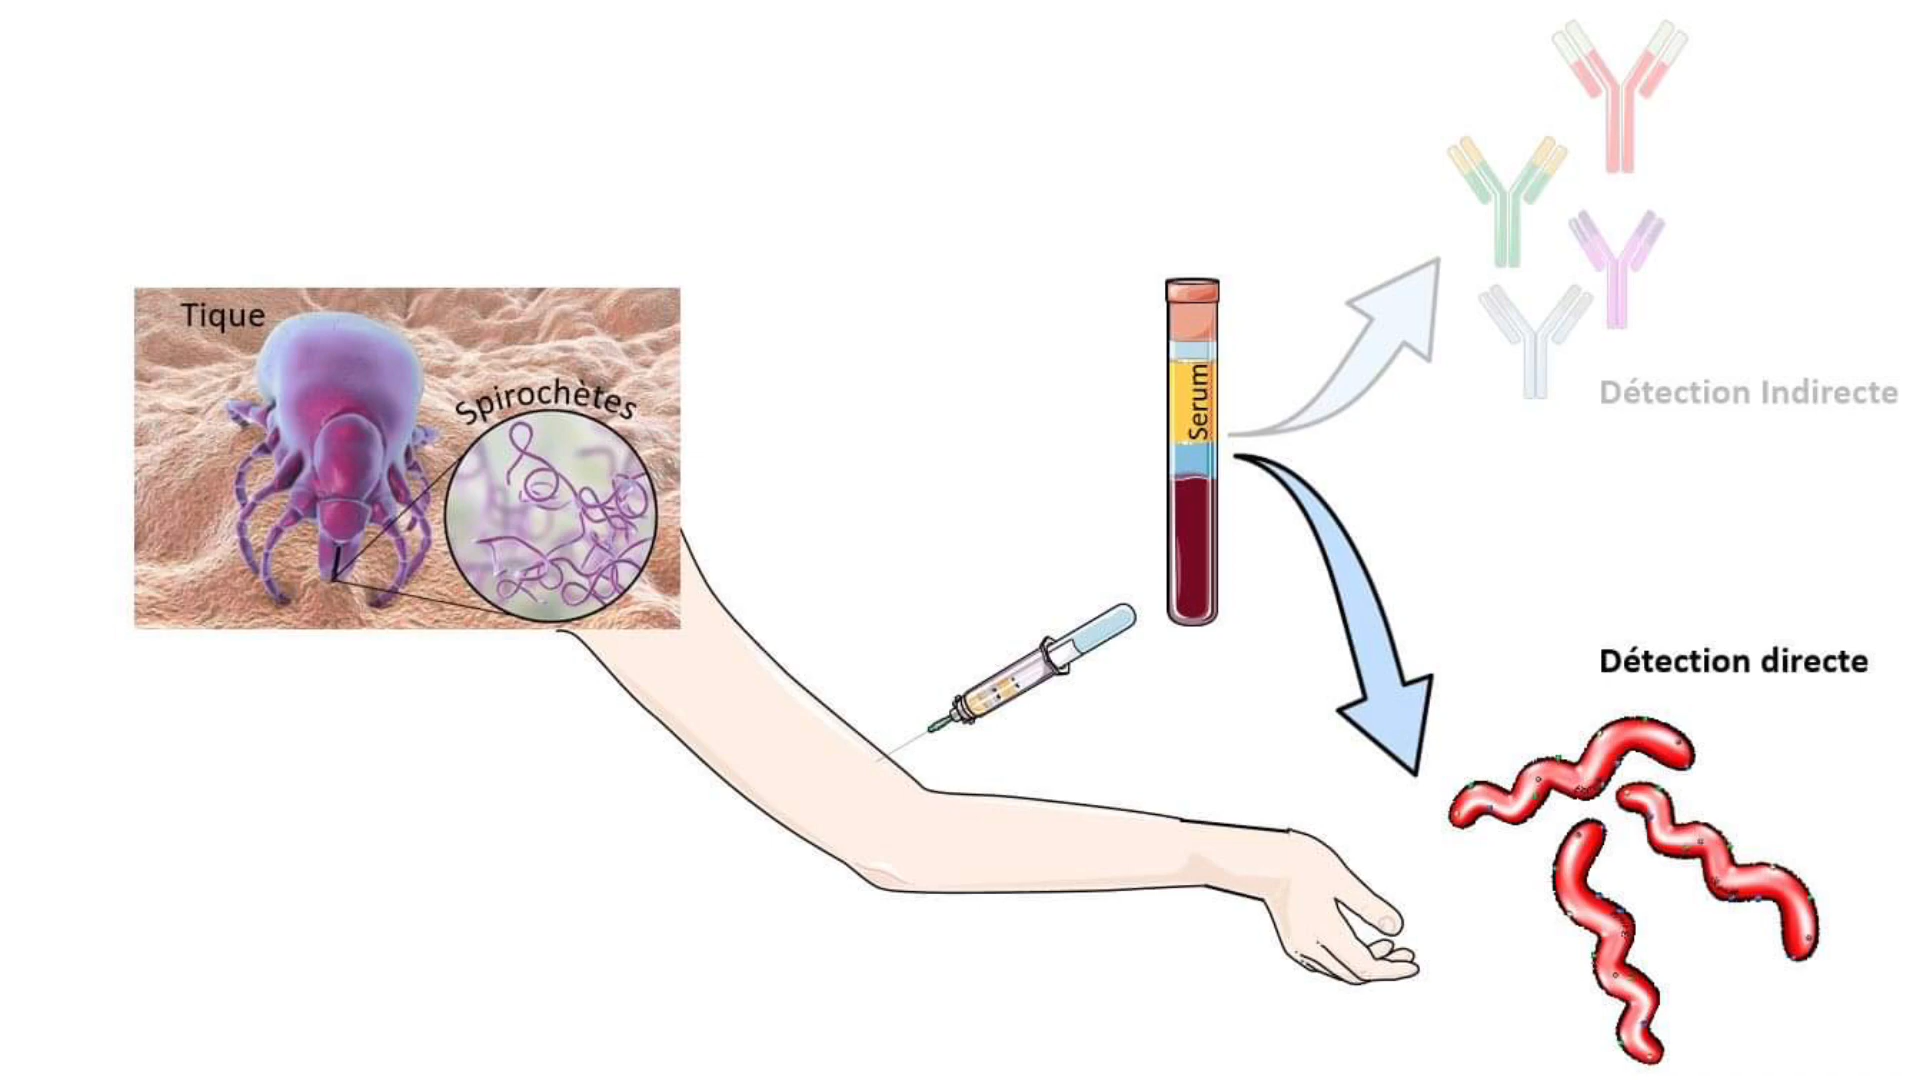 Tique
Spirochètes
Serum
Détection Indirecte
Détection directe